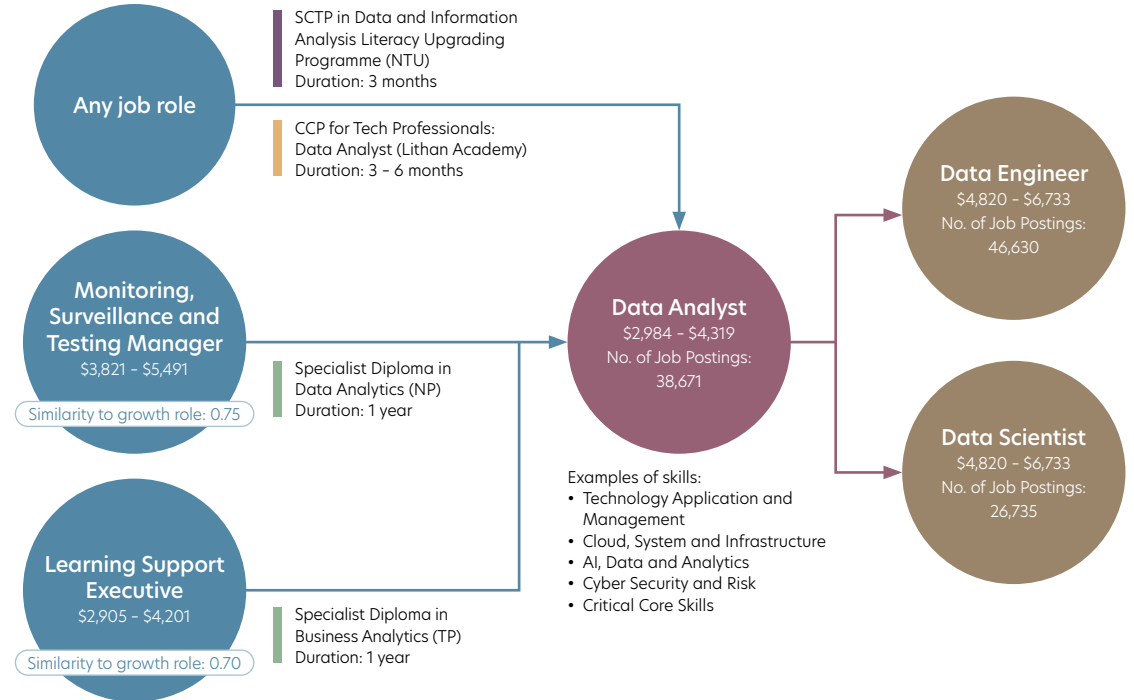 Any job role
SCTP in Data and Information
Analysis Literacy Upgrading
Programme (NTU)
Duration: 3 months
CCP for Tech Professionals:
Data Analyst (Lithan Academy)
Duration: 3 – 6 months
Monitoring,
Surveillance and
Testing Manager
$3,821 – $5,491
Similarity to growth role: 0.75
Specialist Diploma in
Data Analytics (NP)
Duration: 1 year
Learning Support
Executive
$2,905 – $4,201
Similarity to growth role: 0.70
Specialist Diploma in
Business Analytics (TP)
Duration: 1 year
Data Analyst
$2,984 – $4,319
No. of Job Postings:
38,671
Examples of skills:
• Technology Application and
Management
• Cloud, System and Infrastructure
• AI, Data and Analytics
• Cyber Security and Risk
• Critical Core Skills
Data Engineer
$4,820 – $6,733
No. of Job Postings:
46,630
Data Scientist
$4,820 – $6,733
No. of Job Postings:
26,735